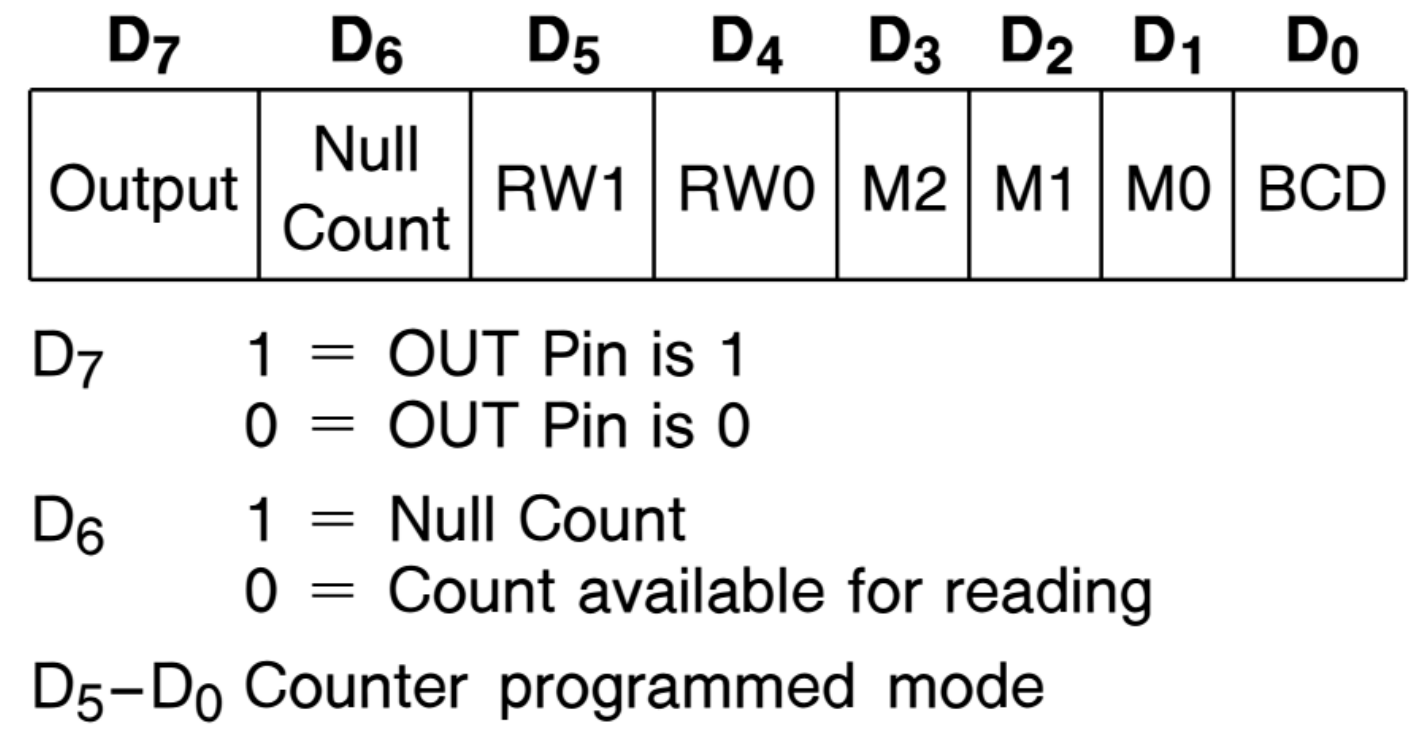 D₇ D₆ D₅ D₄ D₃ D₂ D₁ D₀
Output Null Count RW1 RW0 M2 M1 M0 BCD
D₇ 1 = OUT Pin is 1
0 = OUT Pin is 0
D₆ 1 = Null Count
0 = Count available for reading
D₅–D₀ Counter programmed mode